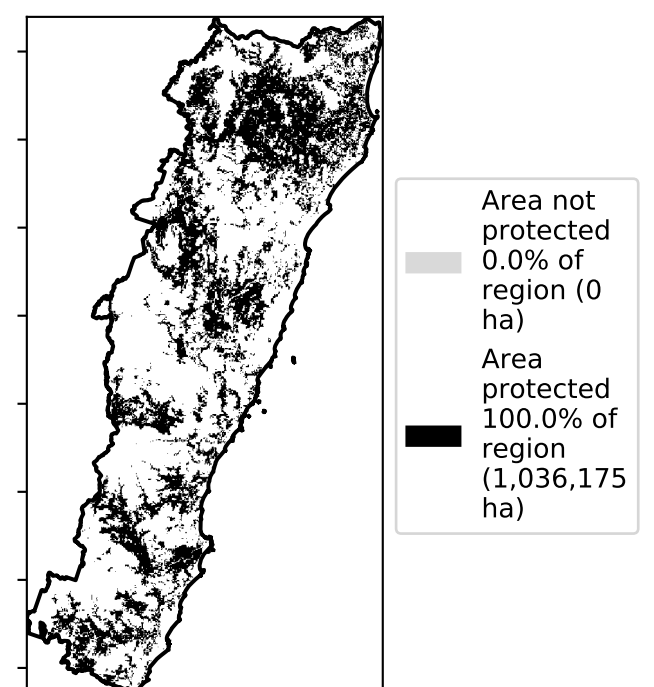 Area not
protected
0.0% of
region (0
ha)
Area
protected
100.0% of
region
(1,036,175
ha)